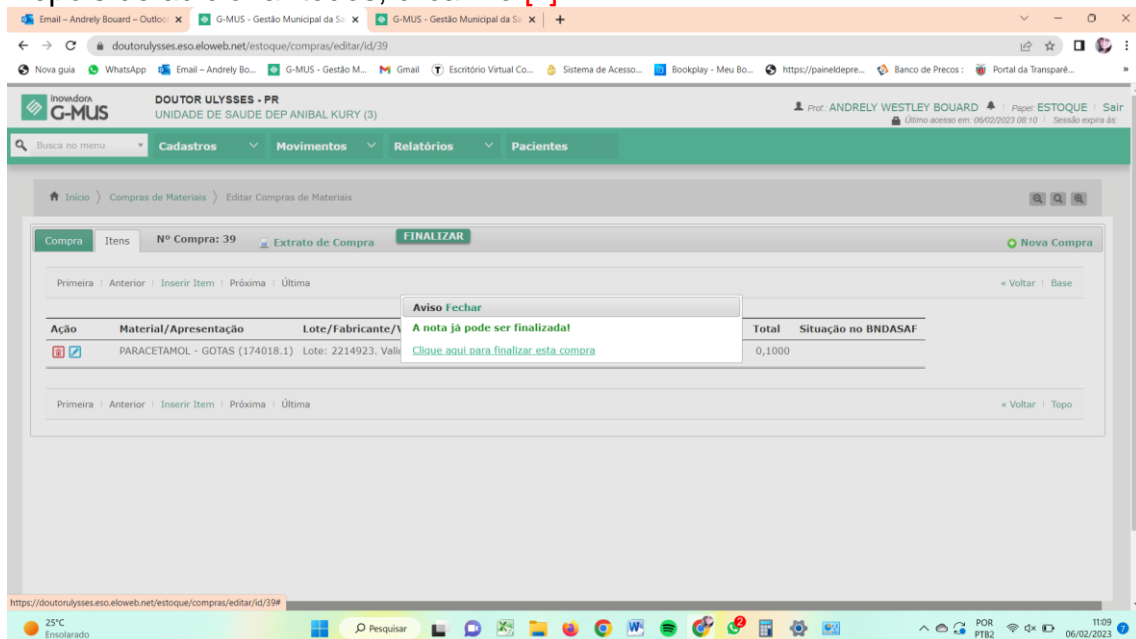 Email – Andrely Bouard – Outloo
G-MUS - Gestão Municipal da Sa
G-MUS - Gestão Municipal da Sa
doutorulysses.eso.eloweb.net/estoque/compras/editar/id/39
Nova guia WhatsApp Email – Andrely Bo... G-MUS - Gestão M... Gmail Escritório Virtual Co... Sistema de Acesso... Bookplay - Meu Bo... https://paineldepre... Banco de Precos : Portal da Transparê... »
inovadora
G-MUS
DOUTOR ULYSSES - PR
UNIDADE DE SAUDE DEP ANIBAL KURY (3)
Prof.: ANDRELY WESTLEY BOUARD Papel: ESTOQUE Sair
Último acesso em: 06/02/2023 08:10 Sessão expira às:
Busca no menu Cadastros Movimentos Relatórios Pacientes
Início Compras de Materiais Editar Compras de Materiais
Compra Itens Nº Compra: 39 Extrato de Compra FINALIZAR Nova Compra
Primeira Anterior Inserir Item Próxima Última « Voltar Base
Aviso Fechar
A nota já pode ser finalizada!
Clique aqui para finalizar esta compra
Ação Material/Apresentação Lote/Fabricante/V Total Situação no BNDASAF
PARACETAMOL - GOTAS (174018.1) Lote: 2214923. Valid 0,1000
Primeira Anterior Inserir Item Próxima Última « Voltar Topo
https://doutorulysses.eso.eloweb.net/estoque/compras/editar/id/39#
25°C
Ensolarado
Pesquisar
POR
PTB2
11:09
06/02/2023
7